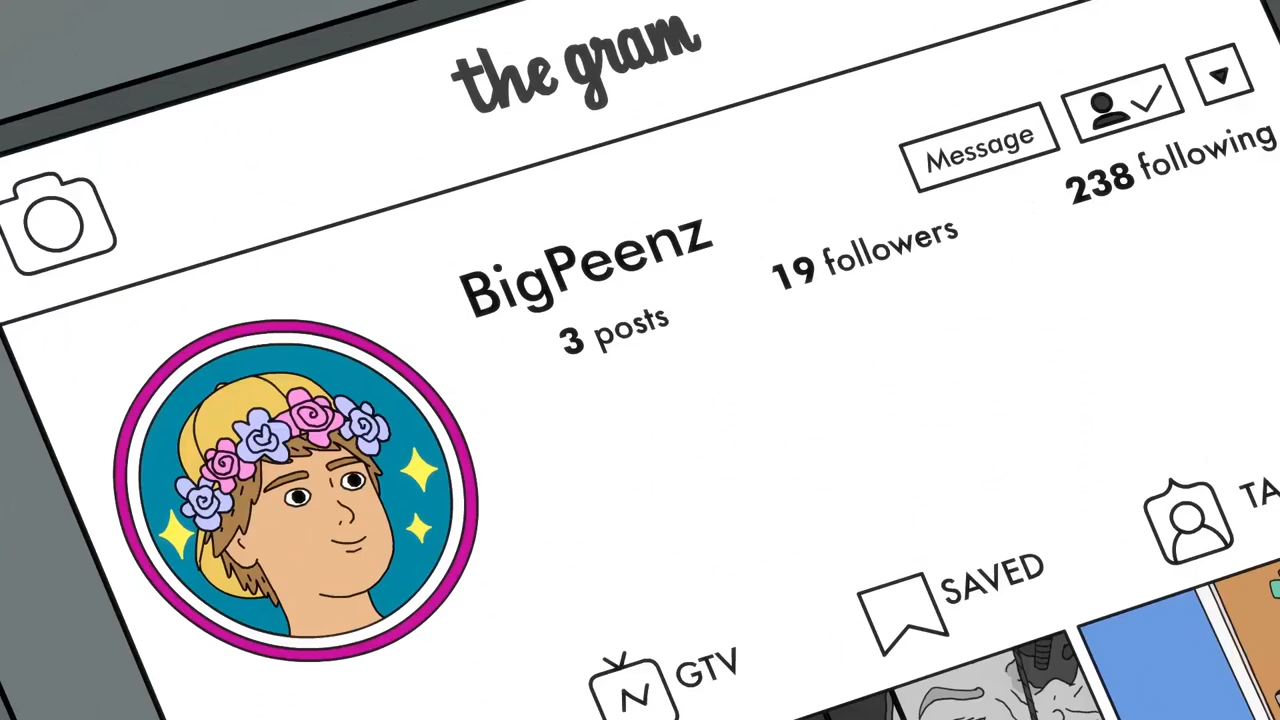 the gram
Message
BigPeenz
3 posts
19 followers
238 following
GTV
SAVED